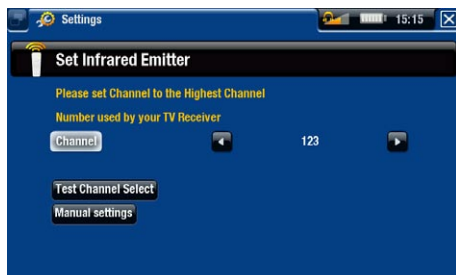 Settings
15:15
Set Infrared Emitter
Please set Channel to the Highest Channel
Number used by your TV Receiver
Channel
123
Test Channel Select
Manual settings